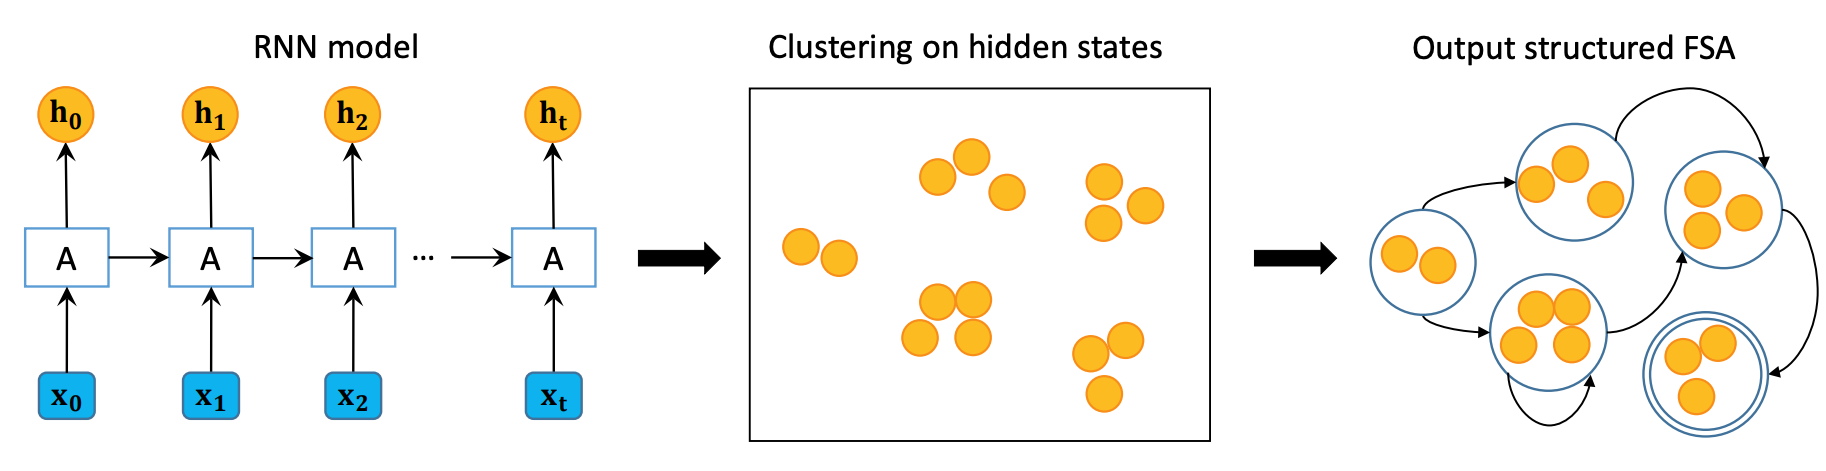 RNN model
h0 h1 h2 ht
A A A ... A
x0 x1 x2 xt
Clustering on hidden states
Output structured FSA